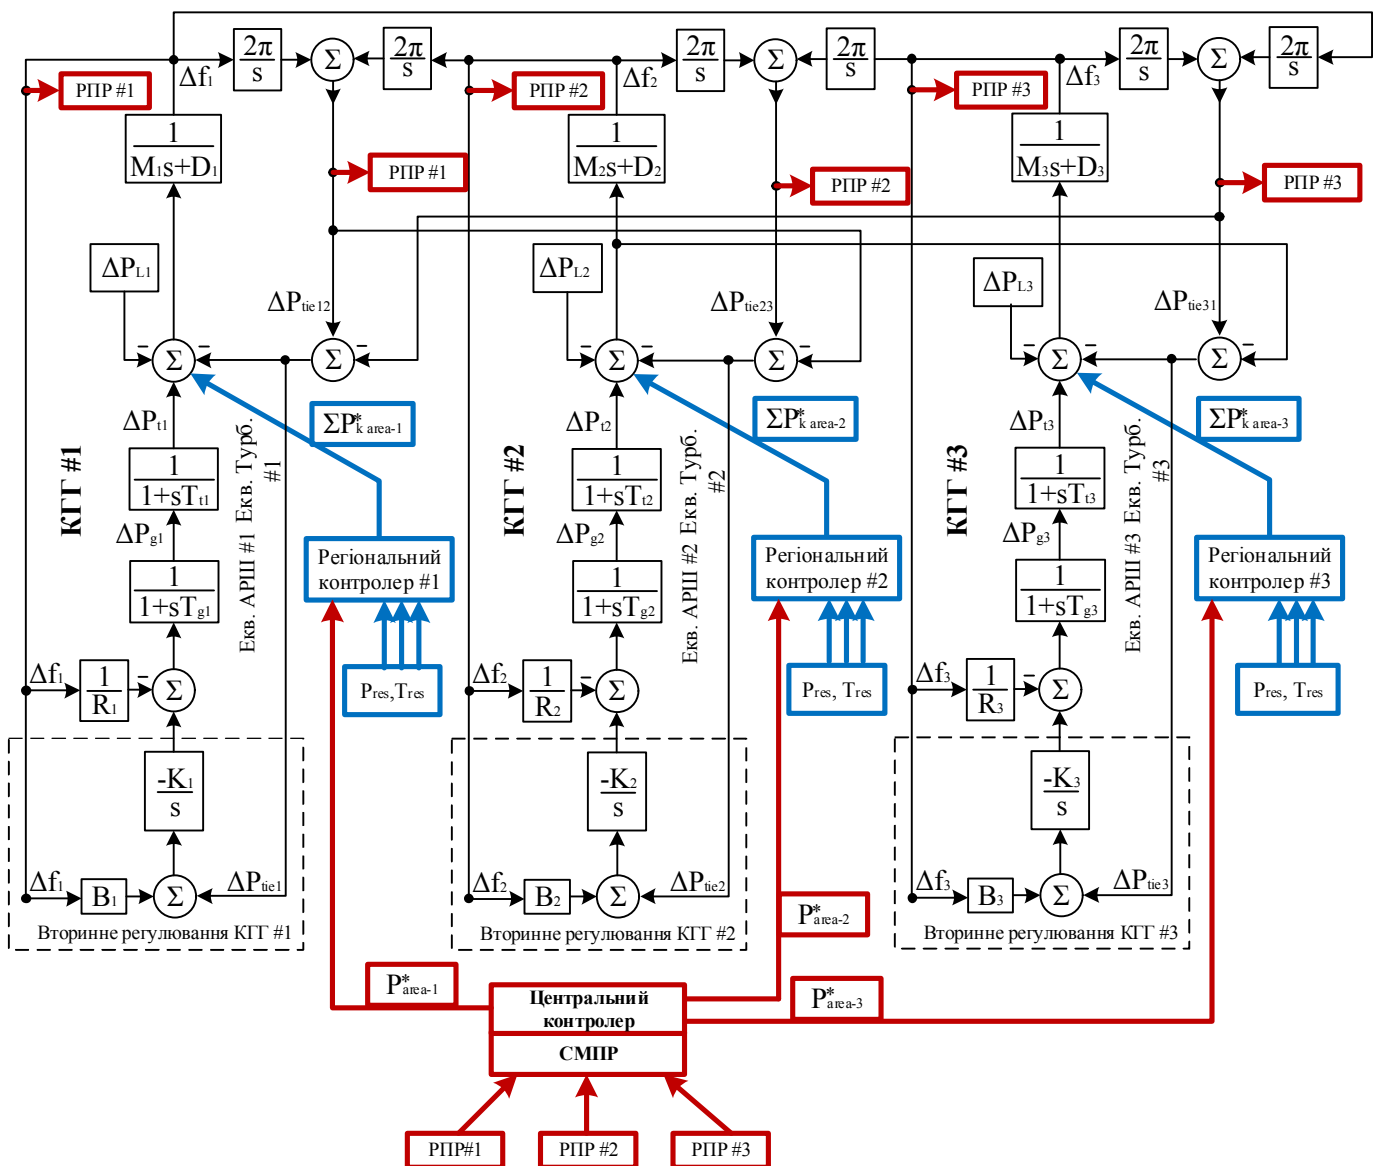 Δf1
2π
s
Σ
2π
s
Δf2
2π
s
Σ
2π
s
Δf3
2π
s
Σ
2π
s
РПР #1
РПР #2
РПР #3
1
M1s+D1
РПР #1
1
M2s+D2
РПР #2
1
M3s+D3
РПР #3
ΔPL1
ΔPtie12
ΔPL2
ΔPtie23
ΔPL3
ΔPtie31
− Σ −
Σ −
− Σ −
Σ −
− Σ −
Σ −
ΔPt1
ΣP*k area-1
ΔPt2
ΣP*k area-2
ΔPt3
ΣP*k area-3
КГГ #1
КГГ #2
КГГ #3
1
1+sTt1
1
1+sTt2
1
1+sTt3
Екв. АРШ #1 Екв. Турб. #1
Екв. АРШ #2 Екв. Турб. #2
Екв. АРШ #3 Екв. Турб. #3
ΔPg1
ΔPg2
ΔPg3
Регіональний
контролер #1
Регіональний
контролер #2
Регіональний
контролер #3
1
1+sTg1
1
1+sTg2
1
1+sTg3
Δf1
1
R1
− Σ
Pres,Tres
Δf2
1
R2
− Σ
Pres, Tres
Δf3
1
R3
− Σ
Pres, Tres
-K1
s
-K2
s
-K3
s
Δf1
B1
Σ
ΔPtie1
Δf2
B2
Σ
ΔPtie2
Δf3
B3
Σ
ΔPtie3
Вторинне регулювання КГГ #1
Вторинне регулювання КГГ #2
Вторинне регулювання КГГ #3
P*area-2
P*area-1
P*area-3
Центральний
контролер
СМПР
РПР#1
РПР #2
РПР #3